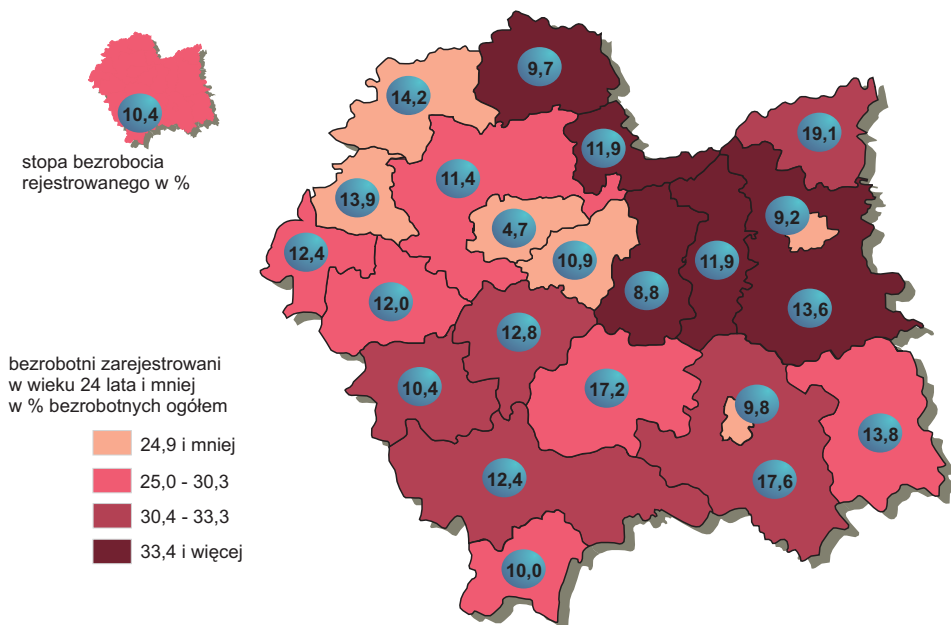 10,4
stopa bezrobocia
rejestrowanego w %
9,7
14,2
19,1
11,9
11,4
13,9
9,2
4,7
12,4
10,9
11,9
8,8
12,0
13,6
12,8
bezrobotni zarejestrowani
w wieku 24 lata i mniej
w % bezrobotnych ogółem
10,4
17,2
9,8
13,8
24,9 i mniej
25,0 - 30,3
30,4 - 33,3
33,4 i więcej
12,4
17,6
10,0